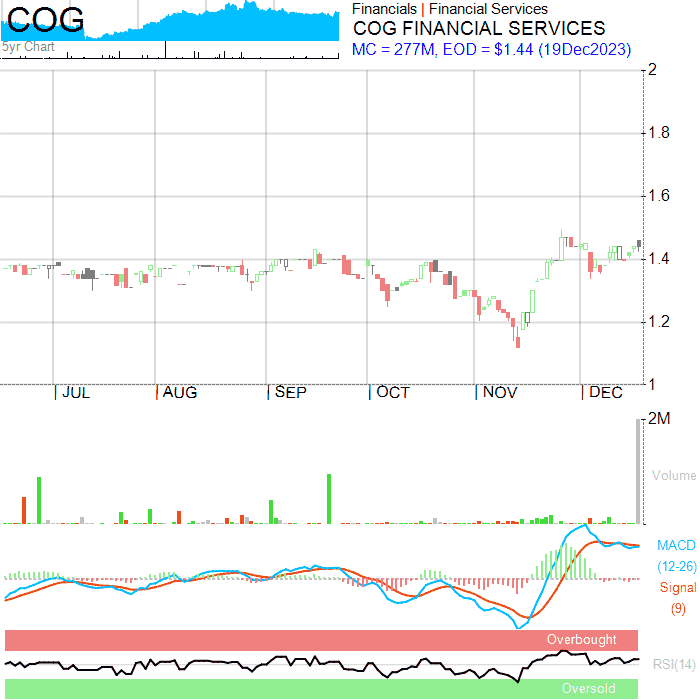 COG
5yr Chart
Financials | Financial Services
COG FINANCIAL SERVICES
MC = 277M, EOD = $1.44 (19Dec2023)
2
1.8
1.6
1.4
1.2
1
JUL AUG SEP OCT NOV DEC
2M
Volume
MACD
(12-26)
Signal
(9)
Overbought
RSI(14)
Oversold